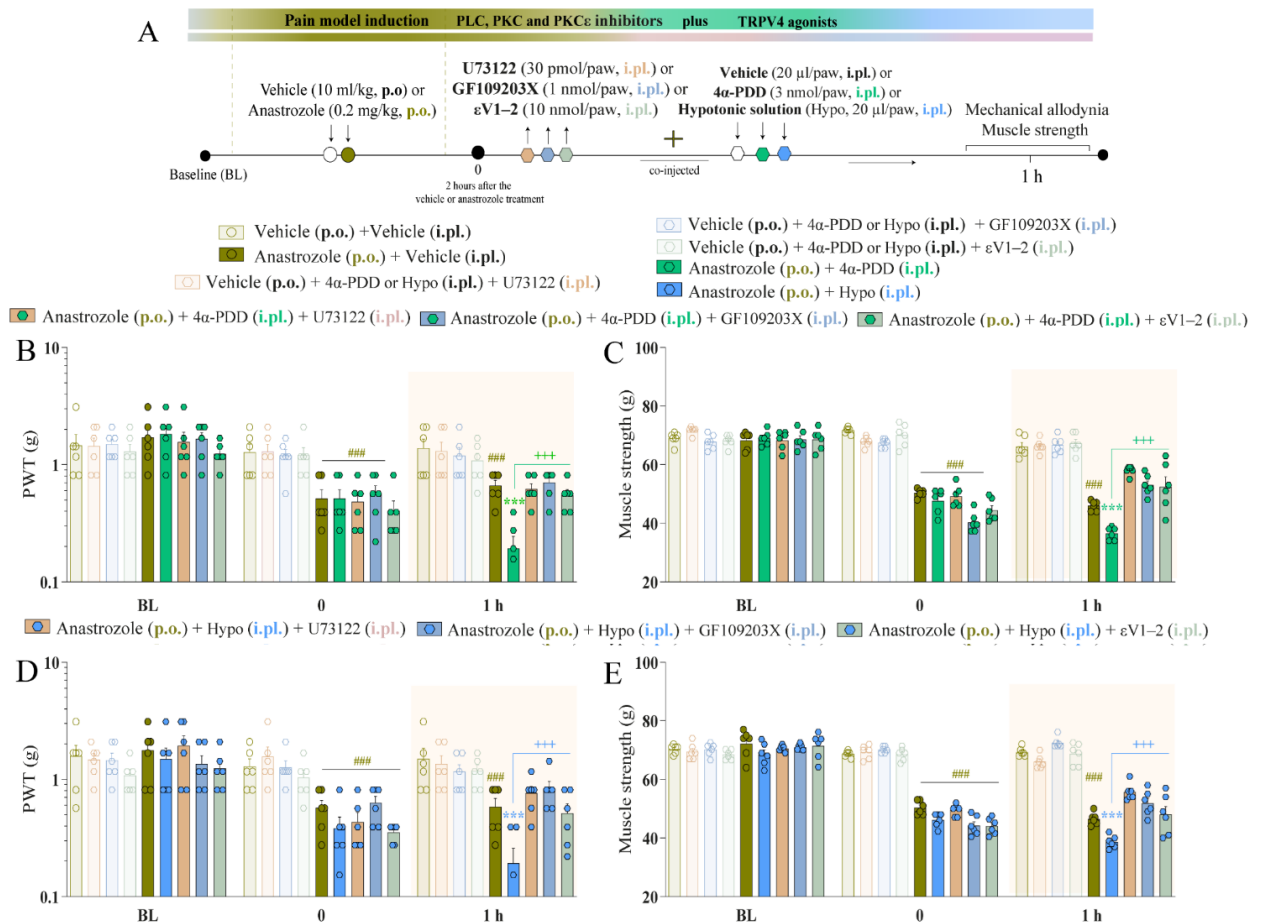 A
Pain model induction PLC, PKC and PKCε inhibitors plus TRPV4 agonists
Vehicle (10 ml/kg, p.o) or
Anastrozole (0.2 mg/kg, p.o.)
U73122 (30 pmol/paw, i.pl.) or
GF109203X (1 nmol/paw, i.pl.) or
εV1–2 (10 nmol/paw, i.pl.)
+
co-injected
Vehicle (20 µl/paw, i.pl.) or
4α-PDD (3 nmol/paw, i.pl.) or
Hypotonic solution (Hypo, 20 µl/paw, i.pl.)
Mechanical allodynia
Muscle strength
Baseline (BL)
0
2 hours after the
vehicle or anastrozole treatment
1 h
Vehicle (p.o.) +Vehicle (i.pl.)
Anastrozole (p.o.) + Vehicle (i.pl.)
Vehicle (p.o.) + 4α-PDD or Hypo (i.pl.) + U73122 (i.pl.)
Vehicle (p.o.) + 4α-PDD or Hypo (i.pl.) + GF109203X (i.pl.)
Vehicle (p.o.) + 4α-PDD or Hypo (i.pl.) + εV1–2 (i.pl.)
Anastrozole (p.o.) + 4α-PDD (i.pl.)
Anastrozole (p.o.) + Hypo (i.pl.)
Anastrozole (p.o.) + 4α-PDD (i.pl.) + U73122 (i.pl.)
Anastrozole (p.o.) + 4α-PDD (i.pl.) + GF109203X (i.pl.)
Anastrozole (p.o.) + 4α-PDD (i.pl.) + εV1–2 (i.pl.)
B
PWT (g)
10
1
0.1
###
###
***
+++
BL 0 1 h
C
Muscle strength (g)
100
80
60
40
20
###
###
***
+++
BL 0 1 h
Anastrozole (p.o.) + Hypo (i.pl.) + U73122 (i.pl.)
Anastrozole (p.o.) + Hypo (i.pl.) + GF109203X (i.pl.)
Anastrozole (p.o.) + Hypo (i.pl.) + εV1–2 (i.pl.)
D
PWT (g)
10
1
0.1
###
###
***
+++
BL 0 1 h
E
Muscle strength (g)
100
80
60
40
20
###
###
***
+++
BL 0 1 h